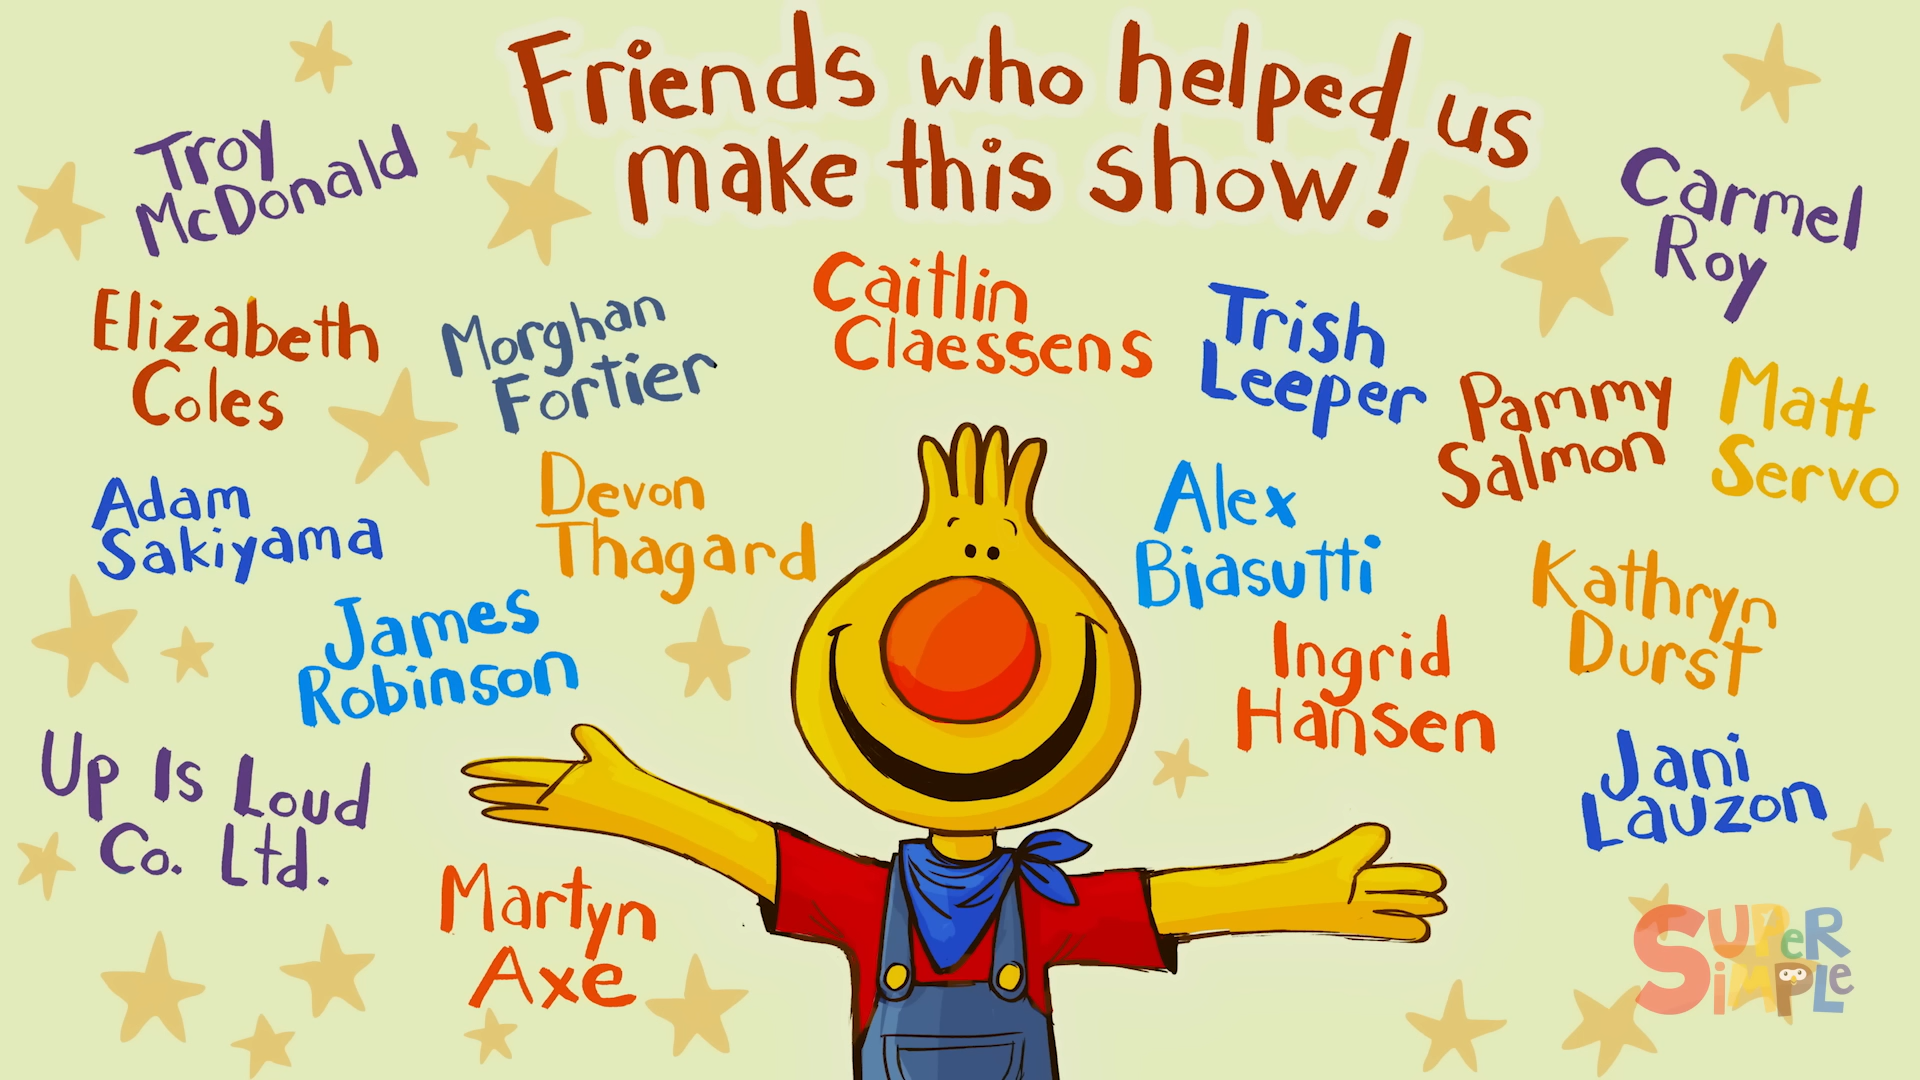 Friends who helped us
make this show!
Troy
McDonald
Carmel
Roy
Elizabeth
Coles
Morghan
Fortier
Caitlin
Claessens
Trish
Leeper
Pammy
Salmon
Matt
Servo
Adam
Sakiyama
Devon
Thagard
Alex
Biasutti
Kathryn
Durst
James
Robinson
Ingrid
Hansen
Up Is Loud
Co. Ltd.
Jani
Lauzon
Martyn
Axe
SUPeR
SiMPLe